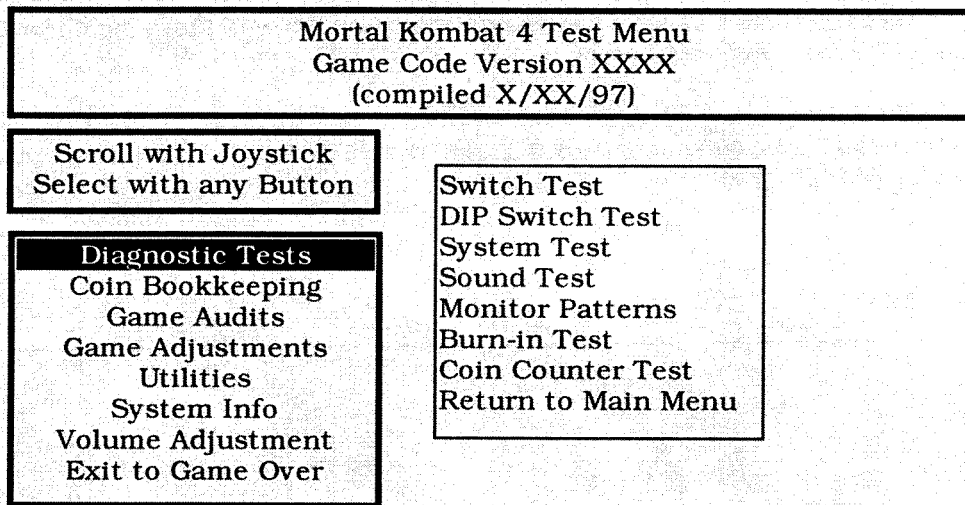 Mortal Kombat 4 Test Menu
Game Code Version XXXX
(compiled X/XX/97)
Scroll with Joystick
Select with any Button
Diagnostic Tests
Coin Bookkeeping
Game Audits
Game Adjustments
Utilities
System Info
Volume Adjustment
Exit to Game Over
Switch Test
DIP Switch Test
System Test
Sound Test
Monitor Patterns
Burn-in Test
Coin Counter Test
Return to Main Menu